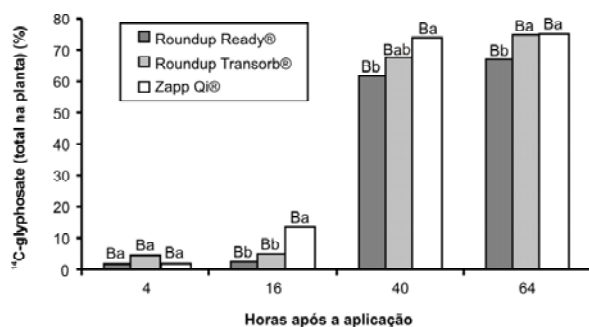 80
70
60
50
40
30
20
10
0
¹⁴C-glyphosate (total na planta) (%)
Roundup Ready®
Roundup Transorb®
Zapp Qi®
Ba Ba Ba
Bb Bb Ba
Bb Bab Ba
Bb Ba Ba
4 16 40 64
Horas após a aplicação